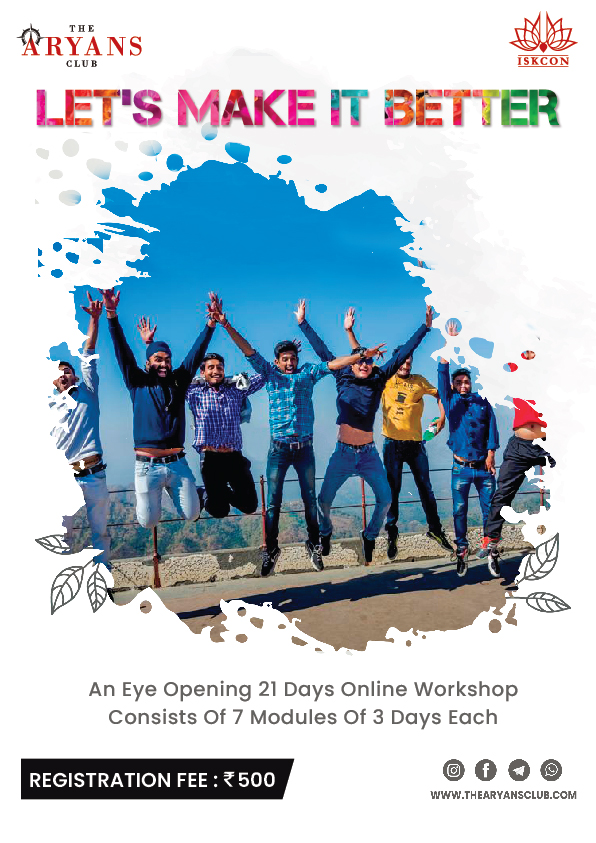 THE
ARYANS
CLUB
ISKCON
LET'S MAKE IT BETTER
An Eye Opening 21 Days Online Workshop
Consists Of 7 Modules Of 3 Days Each
REGISTRATION FEE : ₹ 500
WWW.THEARYANSCLUB.COM